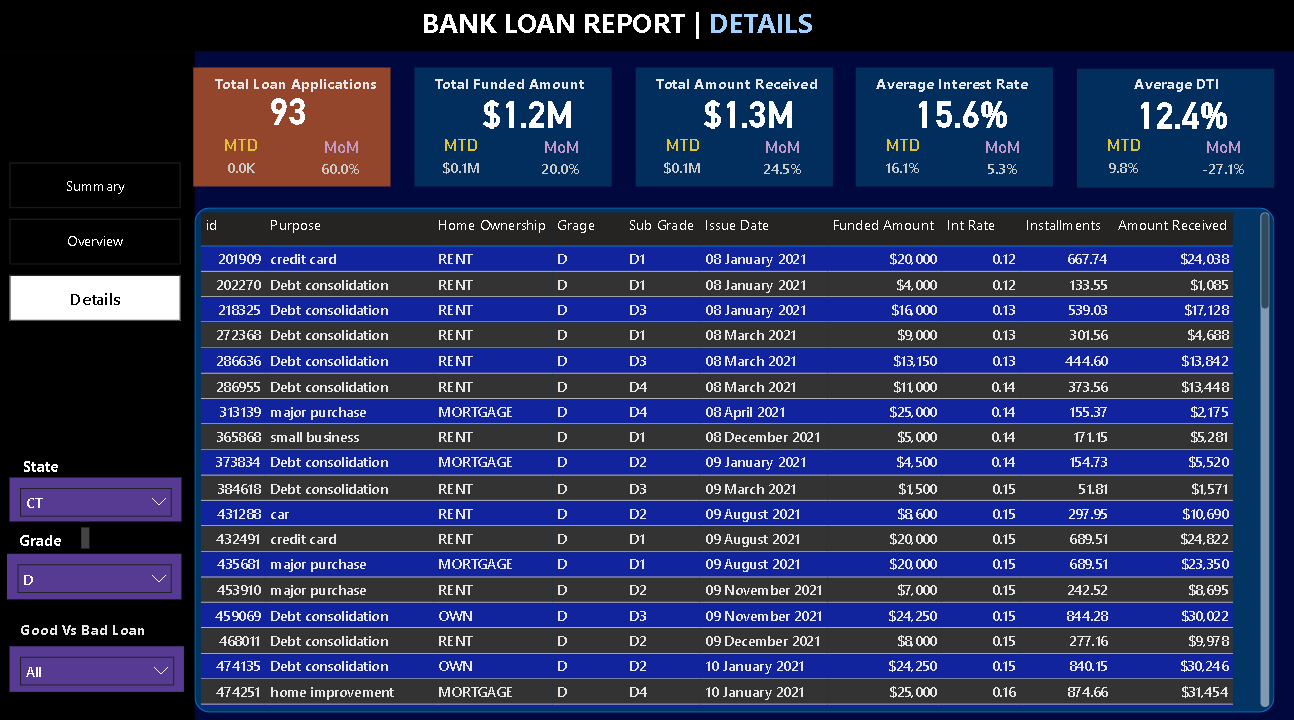 BANK LOAN REPORT | DETAILS
Total Loan Applications
93
MTD MoM
0.0K 60.0%
Total Funded Amount
$1.2M
MTD MoM
$0.1M 20.0%
Total Amount Received
$1.3M
MTD MoM
$0.1M 24.5%
Average Interest Rate
15.6%
MTD MoM
16.1% 5.3%
Average DTI
12.4%
MTD MoM
9.8% -27.1%
Summary
Overview
Details
State
CT
Grade
D
Good Vs Bad Loan
All
id Purpose Home Ownership Grage Sub Grade Issue Date Funded Amount Int Rate Installments Amount Received
201909 credit card RENT D D1 08 January 2021 $20,000 0.12 667.74 $24,038
202270 Debt consolidation RENT D D1 08 January 2021 $4,000 0.12 133.55 $1,085
218325 Debt consolidation RENT D D3 08 January 2021 $16,000 0.13 539.03 $17,128
272368 Debt consolidation RENT D D1 08 March 2021 $9,000 0.13 301.56 $4,688
286636 Debt consolidation RENT D D3 08 March 2021 $13,150 0.13 444.60 $13,842
286955 Debt consolidation RENT D D4 08 March 2021 $11,000 0.14 373.56 $13,448
313139 major purchase MORTGAGE D D4 08 April 2021 $25,000 0.14 155.37 $2,175
365868 small business RENT D D1 08 December 2021 $5,000 0.14 171.15 $5,281
373834 Debt consolidation MORTGAGE D D2 09 January 2021 $4,500 0.14 154.73 $5,520
384618 Debt consolidation RENT D D3 09 March 2021 $1,500 0.15 51.81 $1,571
431288 car RENT D D2 09 August 2021 $8,600 0.15 297.95 $10,690
432491 credit card RENT D D1 09 August 2021 $20,000 0.15 689.51 $24,822
435681 major purchase MORTGAGE D D1 09 August 2021 $20,000 0.15 689.51 $23,350
453910 major purchase RENT D D2 09 November 2021 $7,000 0.15 242.52 $8,695
459069 Debt consolidation OWN D D3 09 November 2021 $24,250 0.15 844.28 $30,022
468011 Debt consolidation RENT D D2 09 December 2021 $8,000 0.15 277.16 $9,978
474135 Debt consolidation OWN D D2 10 January 2021 $24,250 0.15 840.15 $30,246
474251 home improvement MORTGAGE D D4 10 January 2021 $25,000 0.16 874.66 $31,454